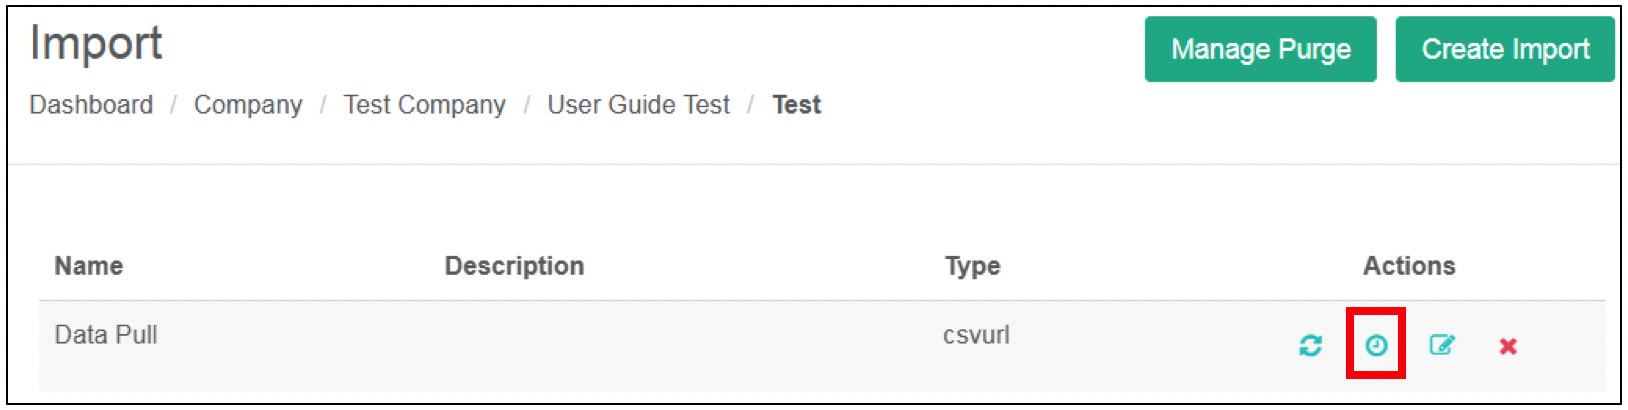 Import
Manage Purge
Create Import
Dashboard / Company / Test Company / User Guide Test / Test
Name Description Type Actions
Data Pull csvurl